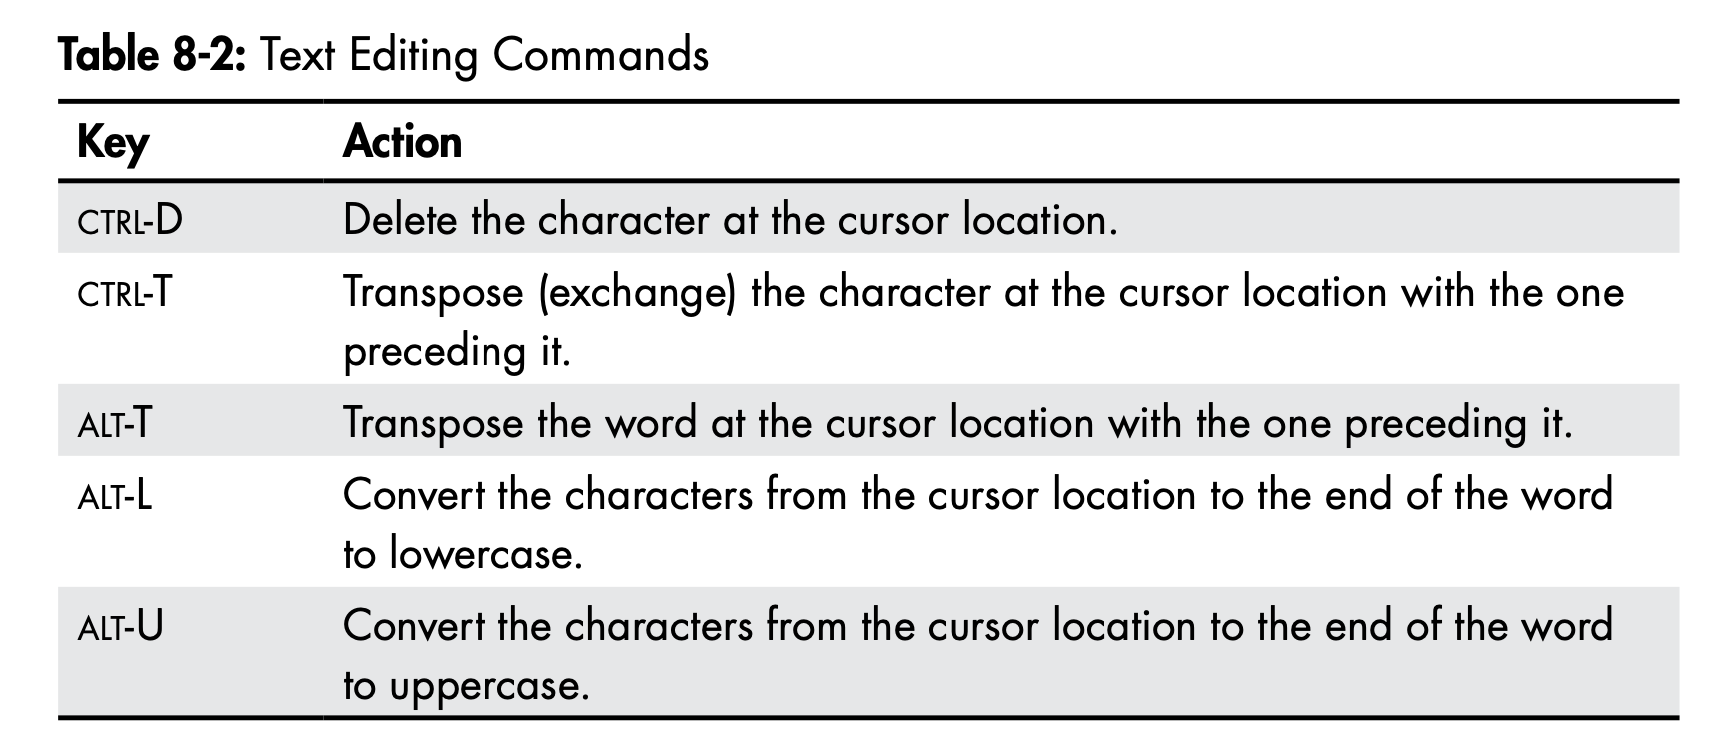 Table 8-2: Text Editing Commands
Key Action
CTRL-D Delete the character at the cursor location.
CTRL-T Transpose (exchange) the character at the cursor location with the one
preceding it.
ALT-T Transpose the word at the cursor location with the one preceding it.
ALT-L Convert the characters from the cursor location to the end of the word
to lowercase.
ALT-U Convert the characters from the cursor location to the end of the word
to uppercase.